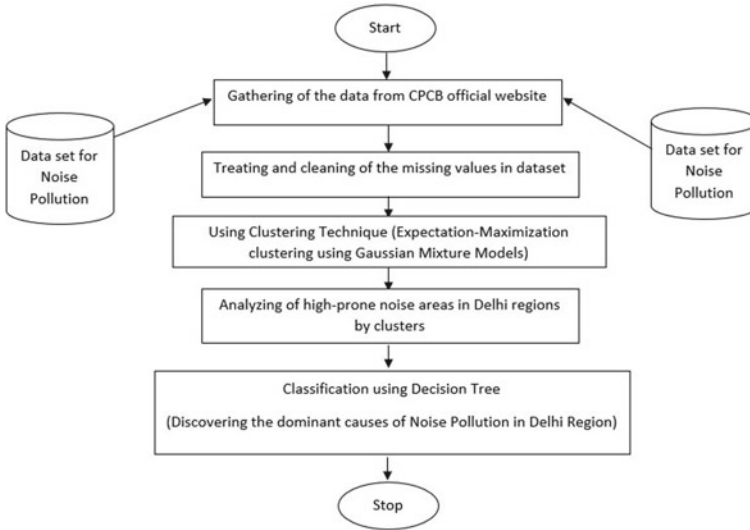 Start
Gathering of the data from CPCB official website
Data set for
Noise
Pollution
Data set for
Noise
Pollution
Treating and cleaning of the missing values in dataset
Using Clustering Technique (Expectation-Maximization
clustering using Gaussian Mixture Models)
Analyzing of high-prone noise areas in Delhi regions
by clusters
Classification using Decision Tree
(Discovering the dominant causes of Noise Pollution in Delhi Region)
Stop